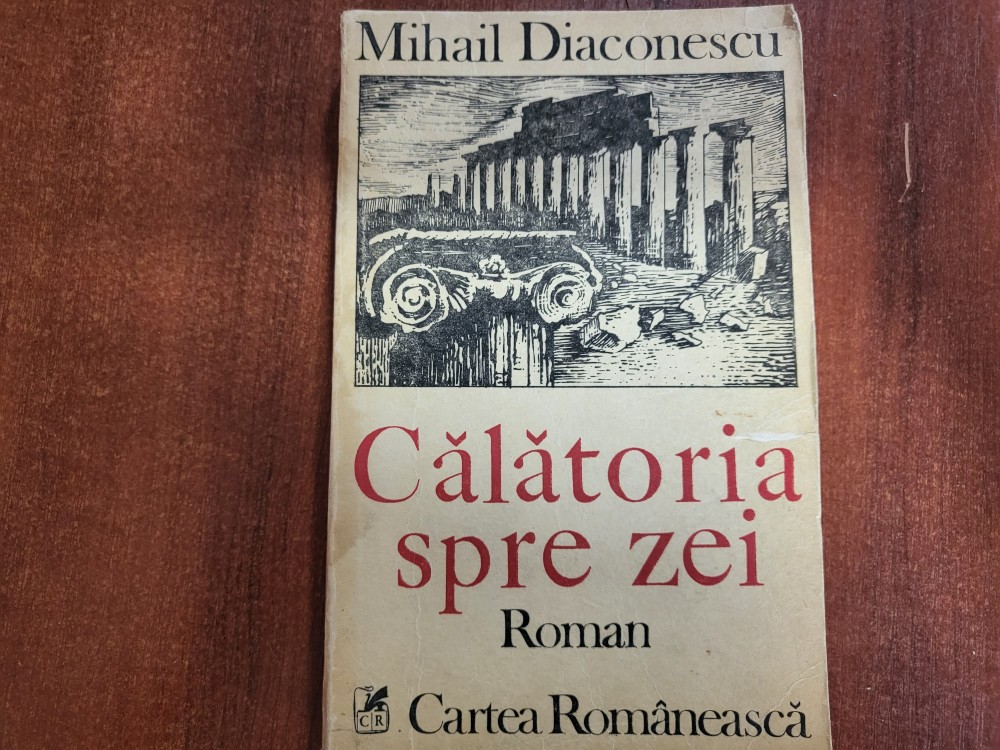 Mihail Diaconescu
Călătoria
spre zei
Roman
CR Cartea Românească